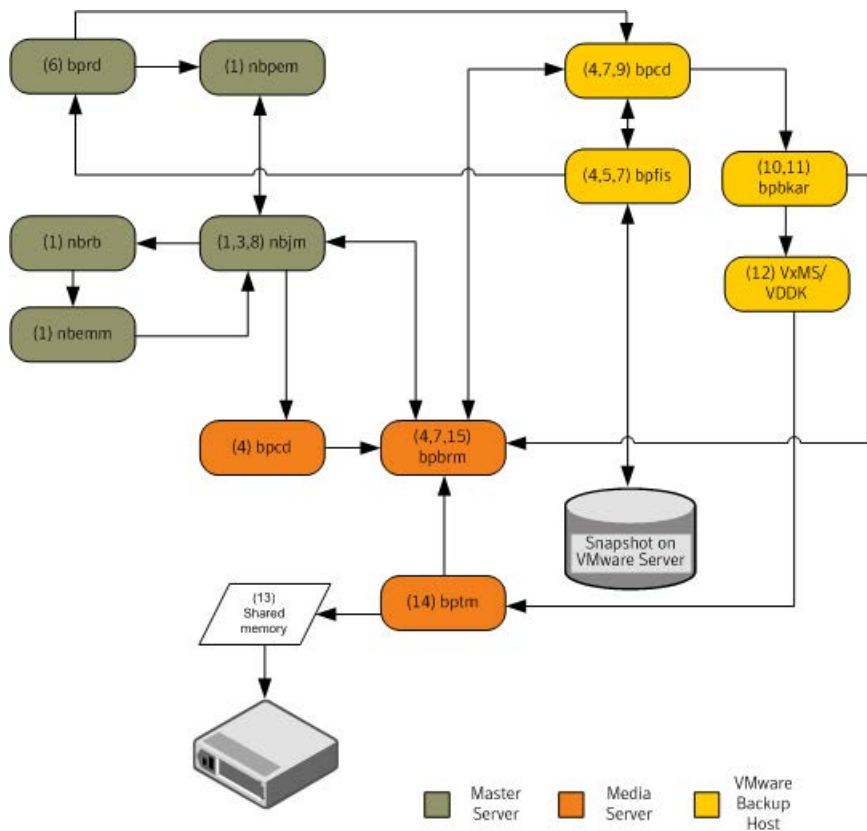 (6) bprd
(1) nbpem
(4,7,9) bpcd
(4,5,7) bpfis
(10,11)
bpbkar
(1) nbrb
(1,3,8) nbjm
(12) VxMS/
VDDK
(1) nbemm
(4) bpcd
(4,7,15)
bpbrm
Snapshot on
VMware Server
(14) bptm
(13)
Shared
memory
Master
Server
Media
Server
VMware
Backup
Host